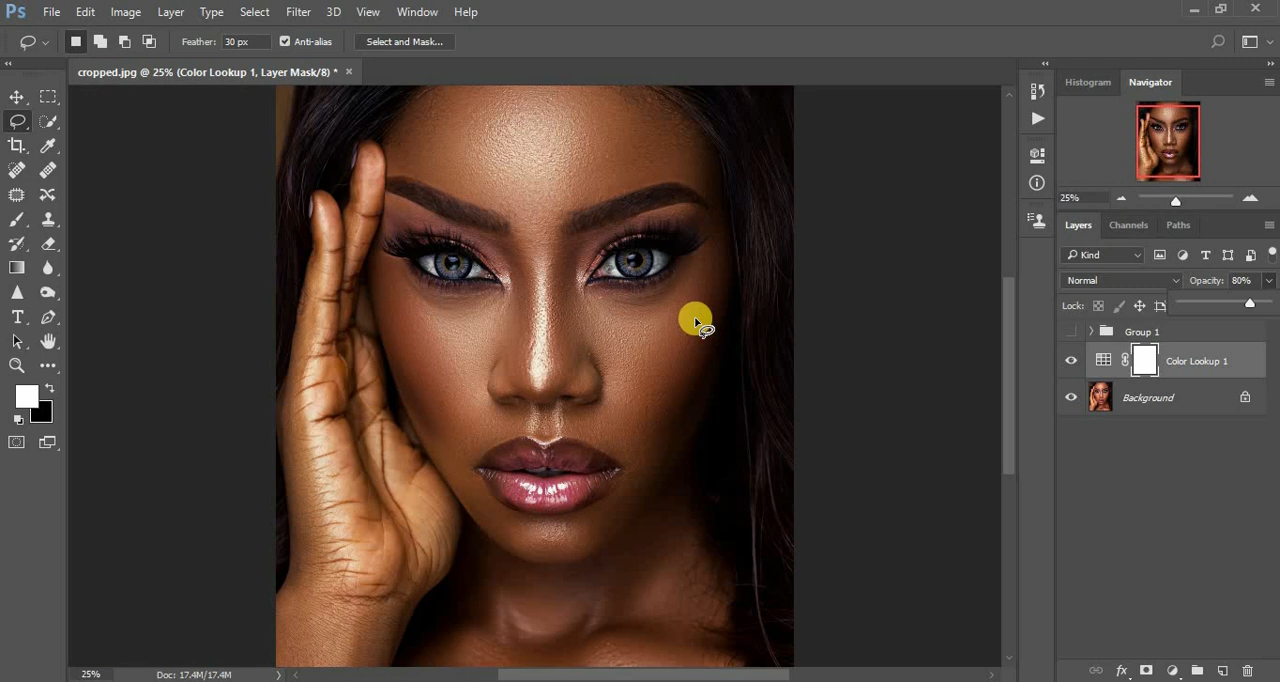 Ps File Edit Image Layer Type Select Filter 3D View Window Help
Feather: 30 px Anti-alias Select and Mask...
cropped.jpg @ 25% (Color Lookup 1, Layer Mask/8) *
Histogram Navigator
25%
Layers Channels Paths
Kind
Normal Opacity: 80%
Lock:
Group 1
Color Lookup 1
Background
25% Doc: 17.4M/17.4M